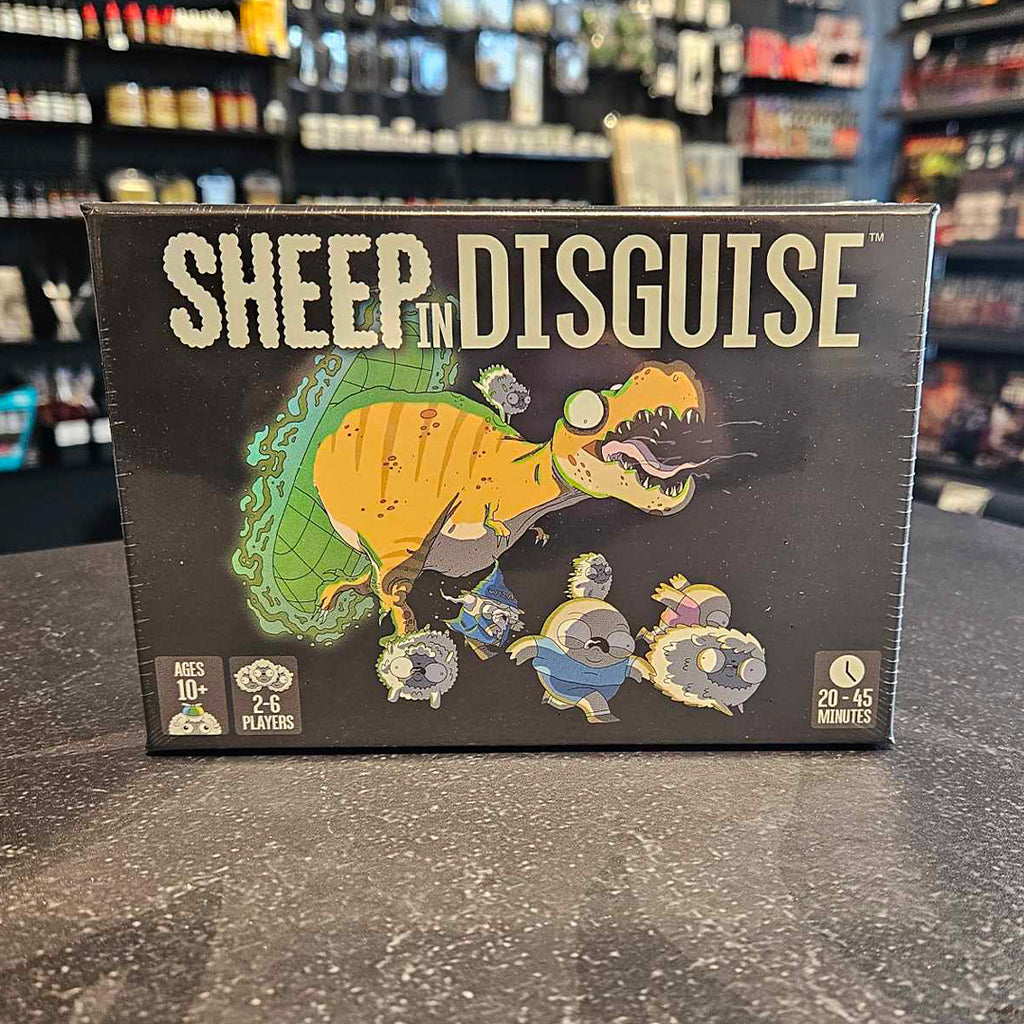 SHEEP IN DISGUISE™
AGES
10+
2-6
PLAYERS
20 - 45
MINUTES